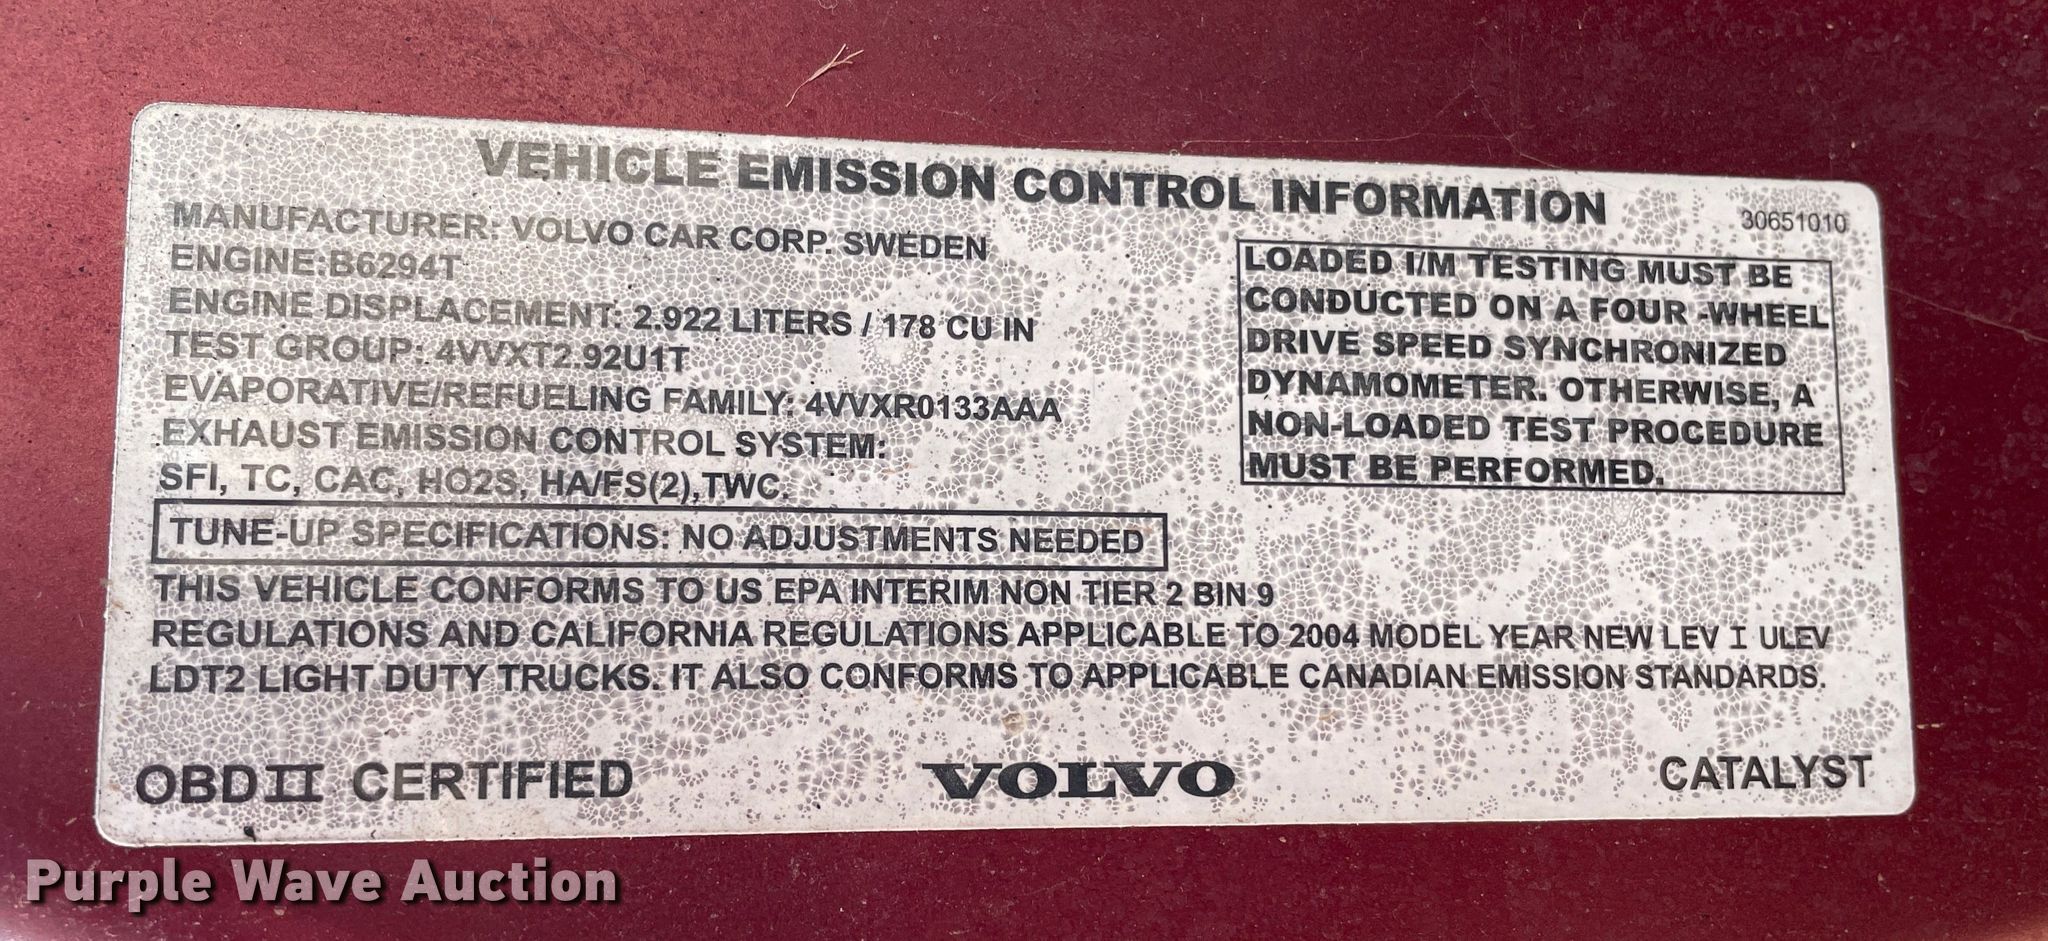 VEHICLE EMISSION CONTROL INFORMATION
30651010
MANUFACTURER: VOLVO CAR CORP. SWEDEN
ENGINE:B6294T
ENGINE DISPLACEMENT: 2.922 LITERS / 178 CU IN
TEST GROUP: 4VVXT2.92U1T
EVAPORATIVE/REFUELING FAMILY: 4VVXR0133AAA
EXHAUST EMISSION CONTROL SYSTEM:
SFI, TC, CAC, HO2S, HA/FS(2),TWC.
LOADED I/M TESTING MUST BE
CONDUCTED ON A FOUR -WHEEL
DRIVE SPEED SYNCHRONIZED
DYNAMOMETER. OTHERWISE, A
NON-LOADED TEST PROCEDURE
MUST BE PERFORMED.
TUNE-UP SPECIFICATIONS: NO ADJUSTMENTS NEEDED
THIS VEHICLE CONFORMS TO US EPA INTERIM NON TIER 2 BIN 9
REGULATIONS AND CALIFORNIA REGULATIONS APPLICABLE TO 2004 MODEL YEAR NEW LEV I ULEV
LDT2 LIGHT DUTY TRUCKS. IT ALSO CONFORMS TO APPLICABLE CANADIAN EMISSION STANDARDS.
OBD II CERTIFIED
VOLVO
CATALYST
Purple Wave Auction